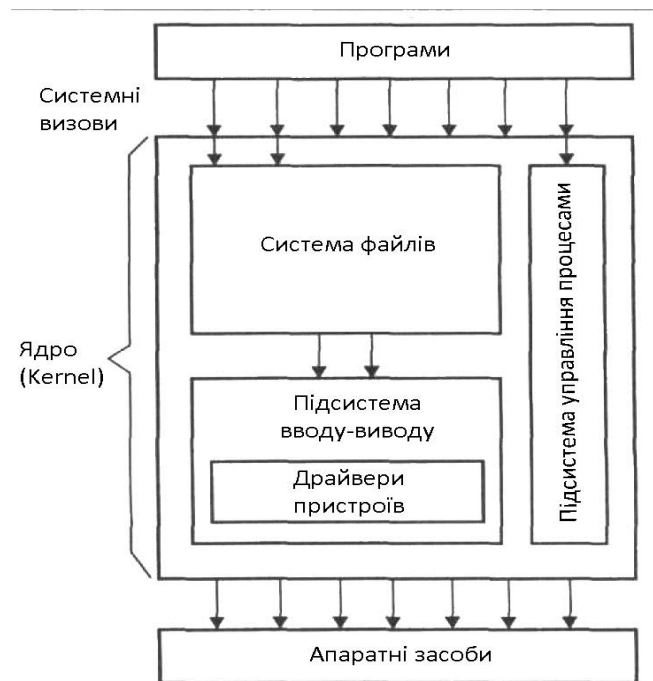 Програми
Системні
визови
Система файлів
Підсистема управління процесами
Ядро
(Kernel)
Підсистема
вводу-виводу
Драйвери
пристроїв
Апаратні засоби